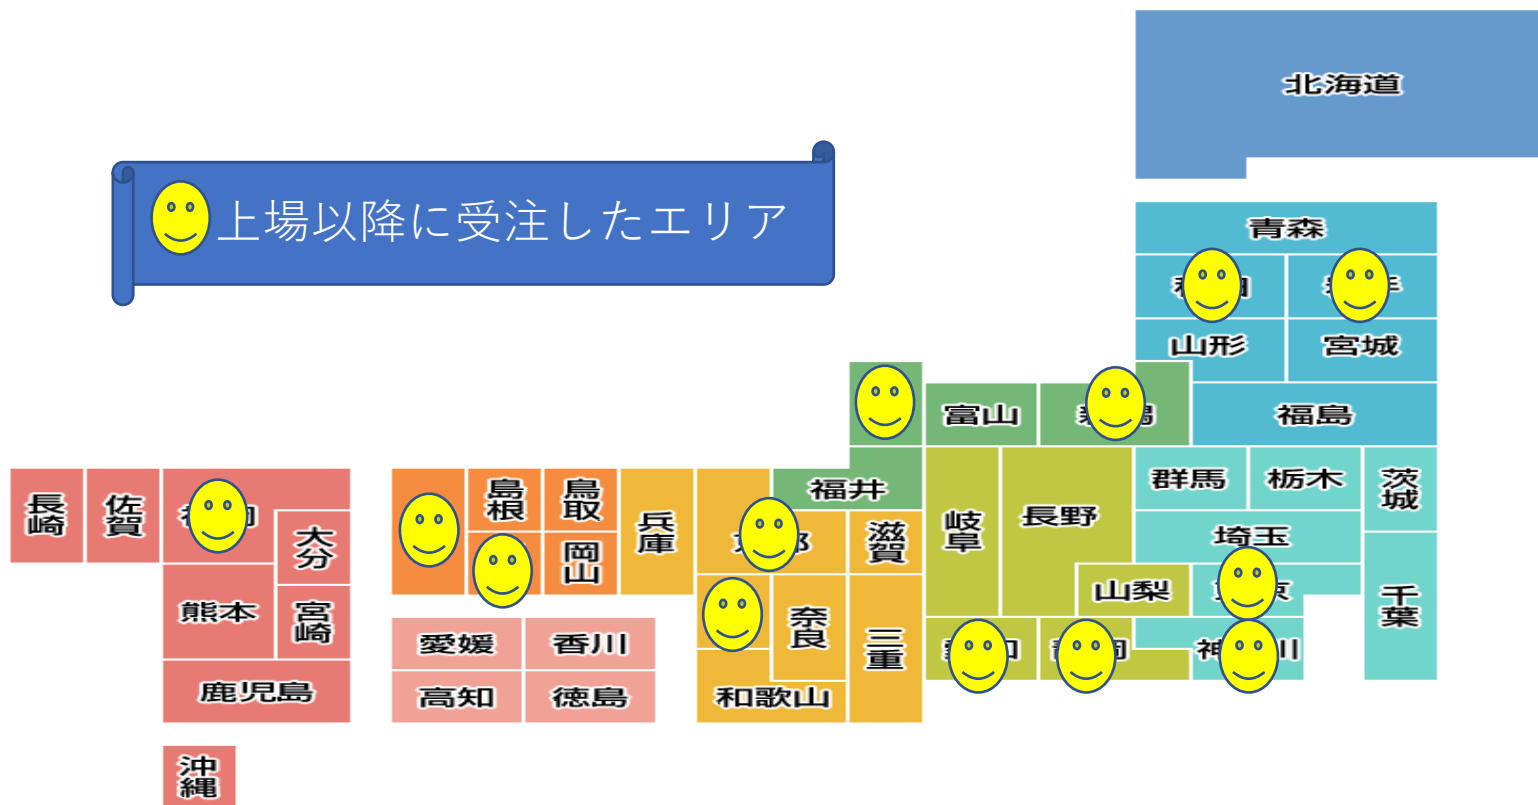 北海道
上場以降に受注したエリア
青森
山形
宮城
富山
福島
福井
群馬
栃木
茨城
長崎
佐賀
大分
島根
鳥取
兵庫
滋賀
岐阜
長野
埼玉
岡山
熊本
宮崎
奈良
三重
山梨
千葉
愛媛
香川
鹿児島
高知
徳島
和歌山
沖縄